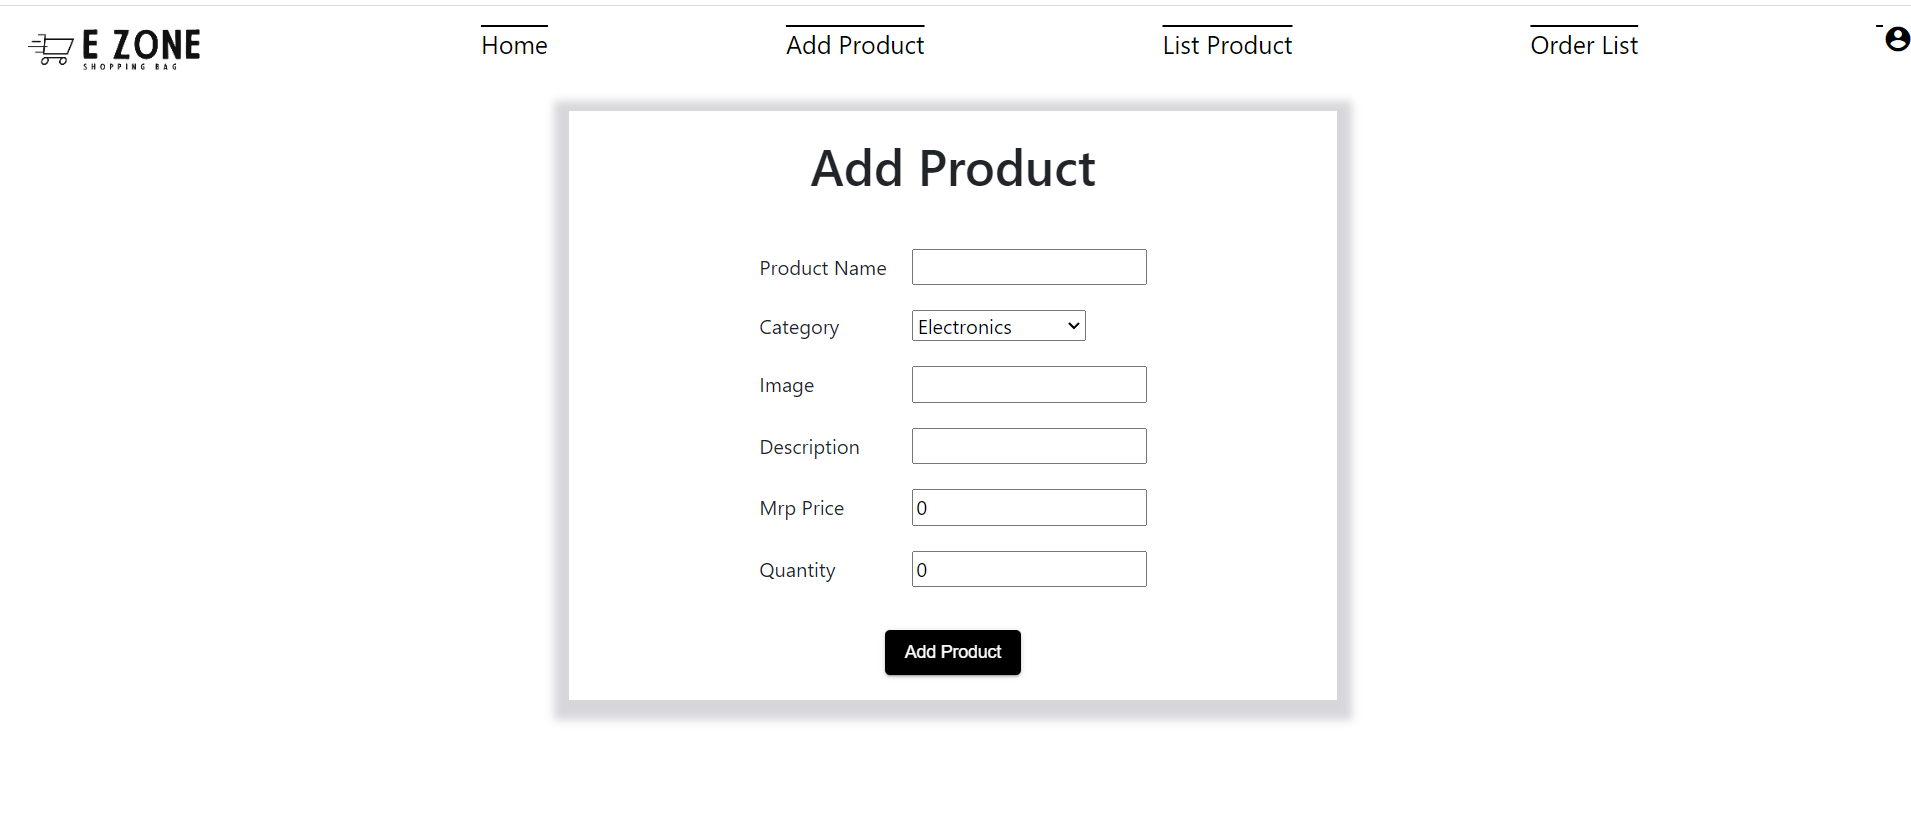 E ZONE
SHOPPING BAG
Home
Add Product
List Product
Order List
Add Product
Product Name
Category
Electronics
Image
Description
Mrp Price
0
Quantity
0
Add Product